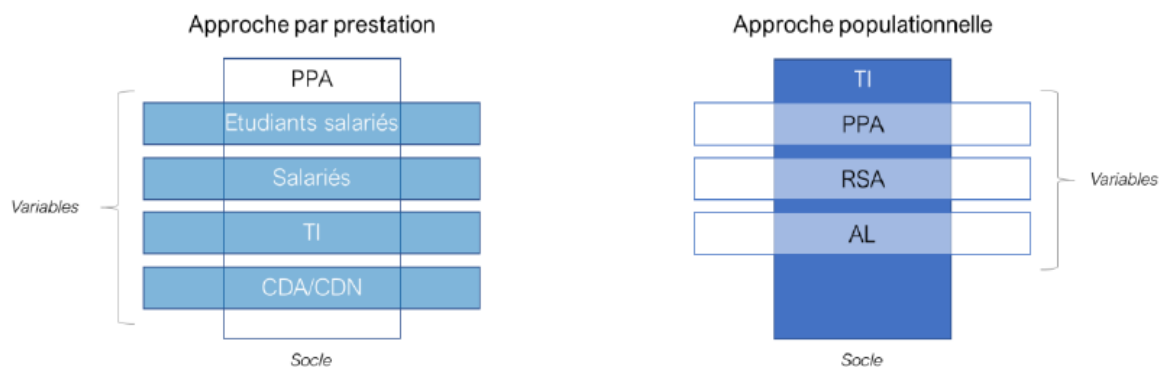 Approche par prestation
PPA
Etudiants salariés
Salariés
Variables
TI
CDA/CDN
Socle
Approche populationnelle
TI
PPA
RSA
Variables
AL
Socle